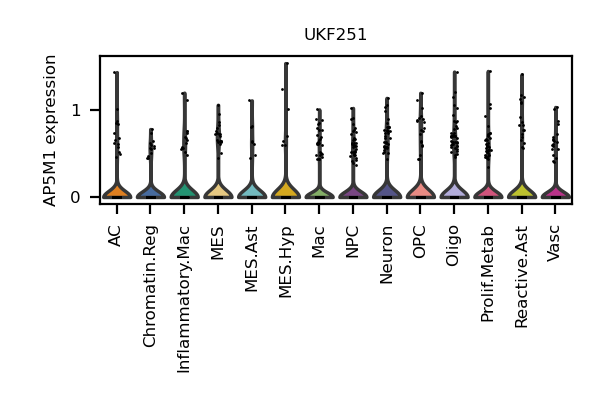 UKF251
AP5M1 expression
1
0
AC
Chromatin.Reg
Inflammatory.Mac
MES
MES.Ast
MES.Hyp
Mac
NPC
Neuron
OPC
Oligo
Prolif.Metab
Reactive.Ast
Vasc